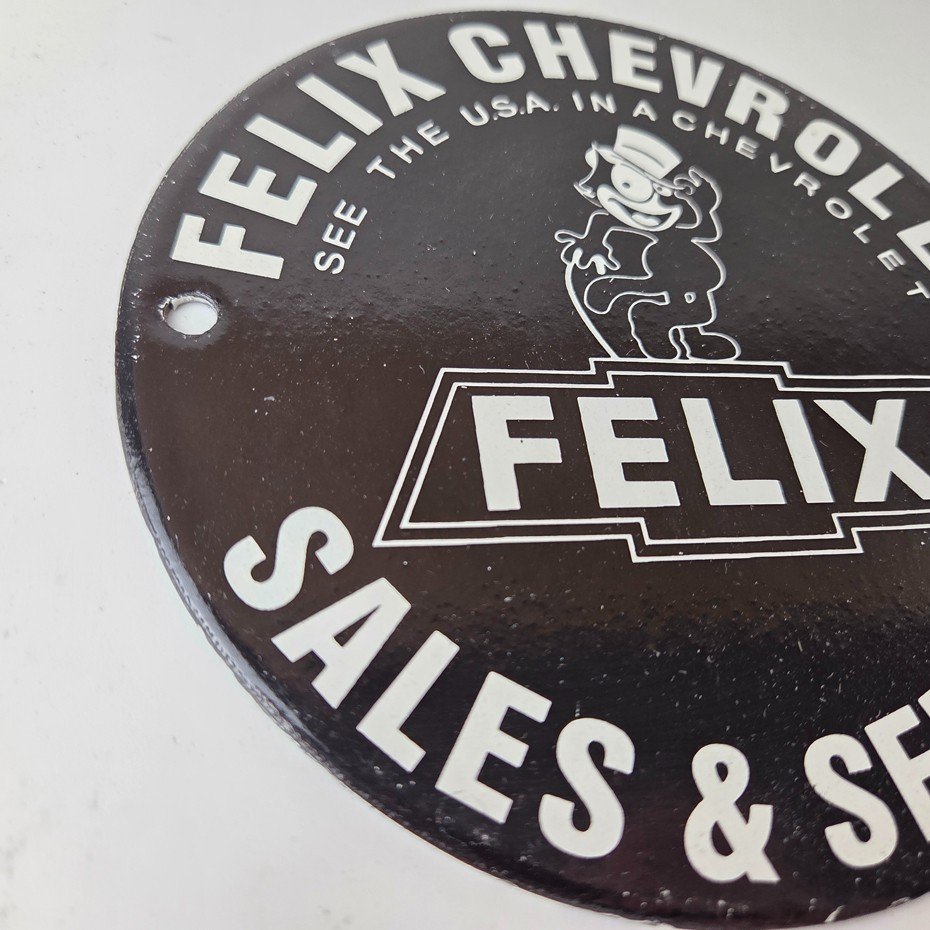 FELIX CHEVROLE
SEE THE U.S.A. IN A CHEVROLET
FELIX
SALES & SE